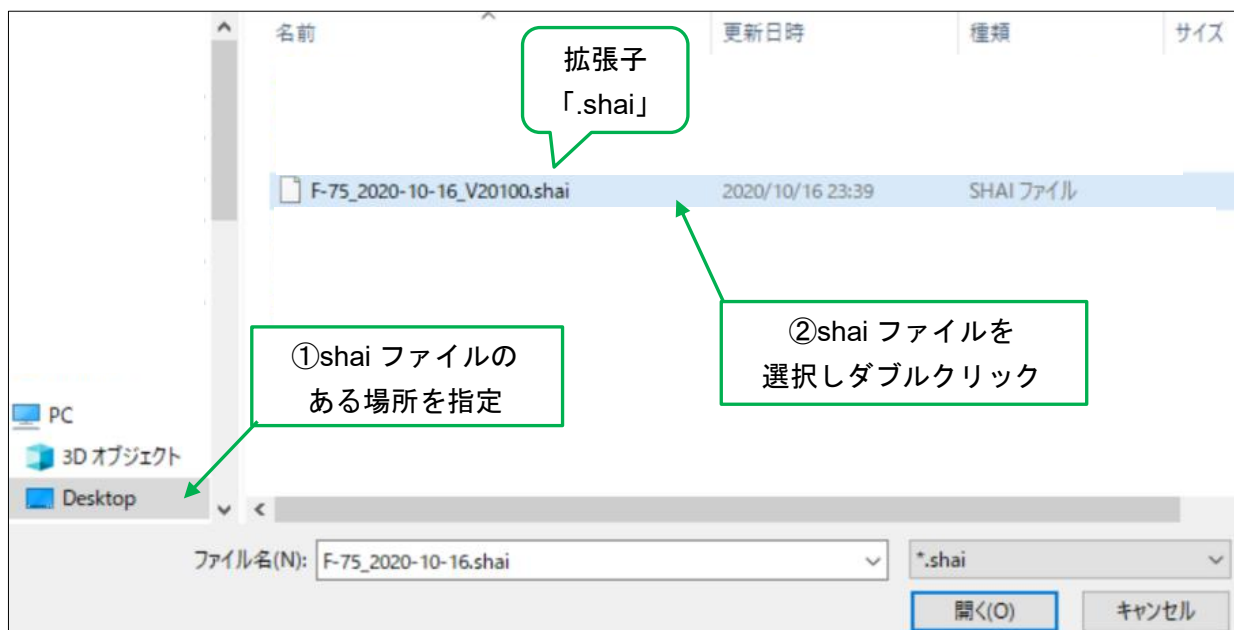 名前 更新日時 種類 サイズ
拡張子
「.shai」
F-75_2020-10-16_V20100.shai 2020/10/16 23:39 SHAI ファイル
①shai ファイルの
ある場所を指定
②shai ファイルを
選択しダブルクリック
PC
3D オブジェクト
Desktop
ファイル名(N): F-75_2020-10-16.shai *.shai
開く(O) キャンセル